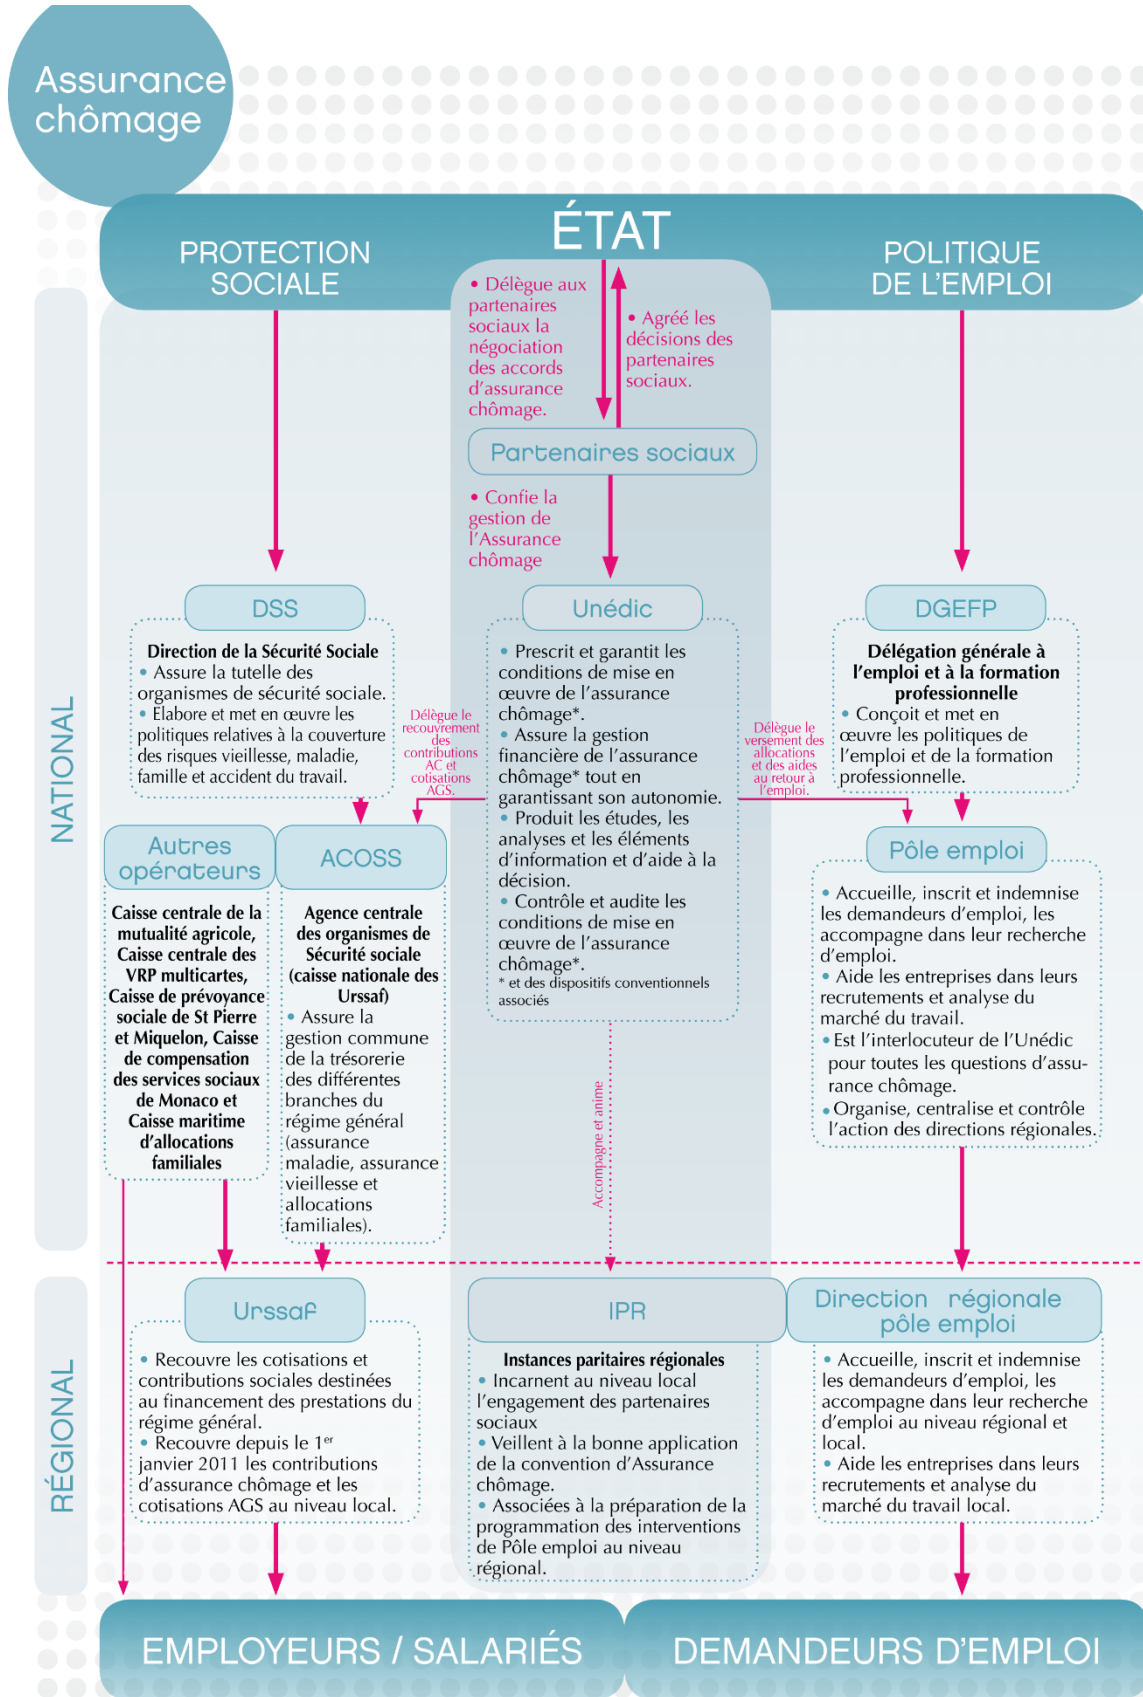 Assurance
chômage
ÉTAT
PROTECTION
SOCIALE
POLITIQUE
DE L'EMPLOI
NATIONAL
• Délègue aux
partenaires
sociaux la
négociation
des accords
d'assurance
chômage.
• Agréé les
décisions des
partenaires
sociaux.
Partenaires sociaux
• Confie la
gestion de
l'Assurance
chômage
DSS
Direction de la Sécurité Sociale
• Assure la tutelle des
organismes de sécurité sociale.
• Elabore et met en œuvre les
politiques relatives à la couverture
des risques vieillesse, maladie,
famille et accident du travail.
Délègue le
recouvrement
des
contributions
AC et
cotisations
AGS.
Unédic
• Prescrit et garantit les
conditions de mise en
œuvre de l'assurance
chômage*.
• Assure la gestion
financière de l'assurance
chômage* tout en
garantissant son autonomie.
• Produit les études, les
analyses et les éléments
d'information et d'aide à la
décision.
• Contrôle et audite les
conditions de mise en
œuvre de l'assurance
chômage*.
* et des dispositifs conventionnels
associés
Délègue le
versement des
allocations
et des aides
au retour à
l'emploi.
DGEFP
Délégation générale à
l'emploi et à la formation
professionnelle
• Conçoit et met en
œuvre les politiques de
l'emploi et de la formation
professionnelle.
Autres
opérateurs
Caisse centrale de la
mutualité agricole,
Caisse centrale des
VRP multicartes,
Caisse de prévoyance
sociale de St Pierre
et Miquelon, Caisse
de compensation
des services sociaux
de Monaco et
Caisse maritime
d'allocations
familiales
ACOSS
Agence centrale
des organismes de
Sécurité sociale
(caisse nationale des
Urssaf)
• Assure la
gestion commune
de la trésorerie
des différentes
branches du
régime général
(assurance
maladie, assurance
vieillesse et
allocations
familiales).
Pôle emploi
• Accueille, inscrit et indemnise
les demandeurs d'emploi, les
accompagne dans leur recherche
d'emploi.
• Aide les entreprises dans leurs
recrutements et analyse du
marché du travail.
• Est l'interlocuteur de l'Unédic
pour toutes les questions d'assu-
rance chômage.
• Organise, centralise et contrôle
l'action des directions régionales.
Accompagne et anime
RÉGIONAL
Urssaf
• Recouvre les cotisations et
contributions sociales destinées
au financement des prestations du
régime général.
• Recouvre depuis le 1er
janvier 2011 les contributions
d'assurance chômage et les
cotisations AGS au niveau local.
IPR
Instances paritaires régionales
• Incarnent au niveau local
l'engagement des partenaires
sociaux
• Veillent à la bonne application
de la convention d'Assurance
chômage.
• Associées à la préparation de la
programmation des interventions
de Pôle emploi au niveau
régional.
Direction régionale
pôle emploi
• Accueille, inscrit et indemnise
les demandeurs d'emploi, les
accompagne dans leur recherche
d'emploi au niveau régional et
local.
• Aide les entreprises dans leurs
recrutements et analyse du
marché du travail local.
EMPLOYEURS / SALARIÉS
DEMANDEURS D'EMPLOI